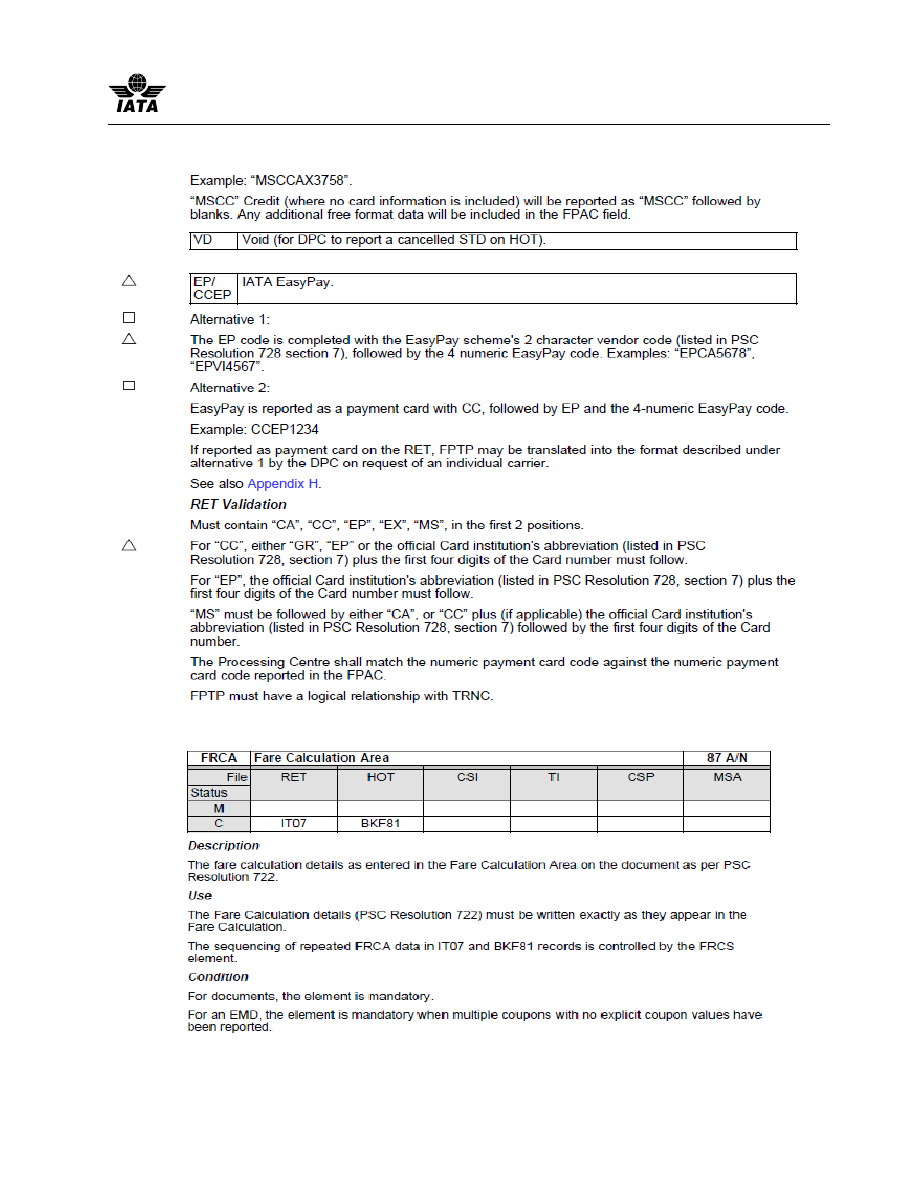 IATA
Example: “MSCCAX3758”.
“MSCC” Credit (where no card information is included) will be reported as “MSCC” followed by
blanks. Any additional free format data will be included in the FPAC field.
VD Void (for DPC to report a cancelled STD on HOT).
EP/ IATA EasyPay.
CCEP
Alternative 1:
The EP code is completed with the EasyPay scheme's 2 character vendor code (listed in PSC
Resolution 728 section 7), followed by the 4 numeric EasyPay code. Examples: “EPCA5678”,
“EPVI4567”.
Alternative 2:
EasyPay is reported as a payment card with CC, followed by EP and the 4-numeric EasyPay code.
Example: CCEP1234
If reported as payment card on the RET, FPTP may be translated into the format described under
alternative 1 by the DPC on request of an individual carrier.
See also Appendix H.
RET Validation
Must contain “CA”, “CC”, “EP”, “EX”, “MS”, in the first 2 positions.
For “CC”, either “GR”, “EP” or the official Card institution's abbreviation (listed in PSC
Resolution 728, section 7) plus the first four digits of the Card number must follow.
For “EP”, the official Card institution's abbreviation (listed in PSC Resolution 728, section 7) plus the
first four digits of the Card number must follow.
“MS” must be followed by either “CA”, or “CC” plus (if applicable) the official Card institution's
abbreviation (listed in PSC Resolution 728, section 7) followed by the first four digits of the Card
number.
The Processing Centre shall match the numeric payment card code against the numeric payment
card code reported in the FPAC.
FPTP must have a logical relationship with TRNC.
FRCA Fare Calculation Area 87 A/N
File RET HOT CSI TI CSP MSA
Status
M
C IT07 BKF81
Description
The fare calculation details as entered in the Fare Calculation Area on the document as per PSC
Resolution 722.
Use
The Fare Calculation details (PSC Resolution 722) must be written exactly as they appear in the
Fare Calculation.
The sequencing of repeated FRCA data in IT07 and BKF81 records is controlled by the FRCS
element.
Condition
For documents, the element is mandatory.
For an EMD, the element is mandatory when multiple coupons with no explicit coupon values have
been reported.